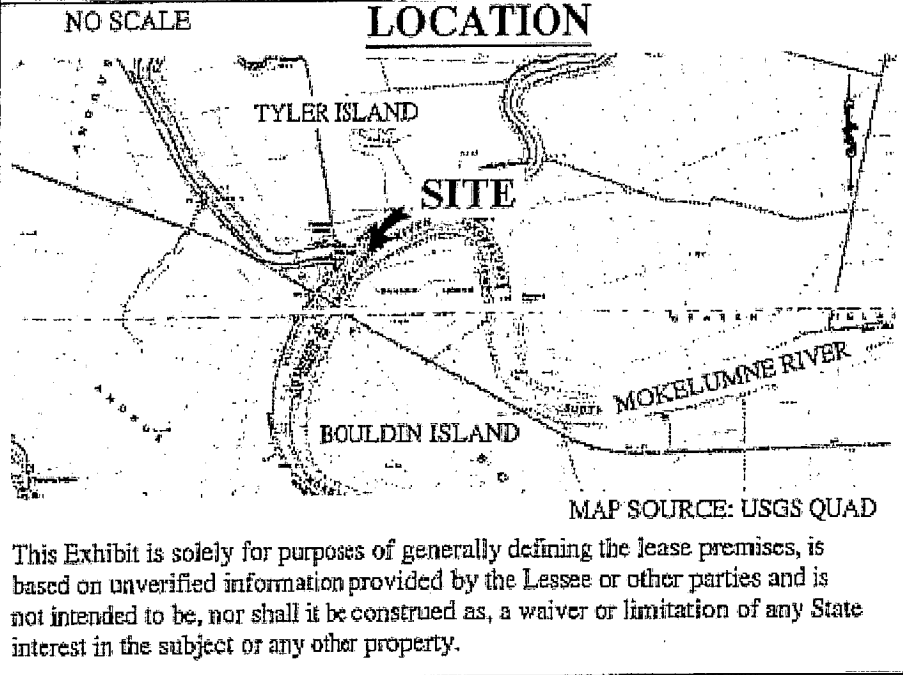 NO SCALE
LOCATION
TYLER ISLAND
SITE
MOKELUMNE RIVER
SOUTH
BOULDIN ISLAND
MAP SOURCE: USGS QUAD
This Exhibit is solely for purposes of generally defining the lease premises, is
based on unverified information provided by the Lessee or other parties and is
not intended to be, nor shall it be construed as, a waiver or limitation of any State
interest in the subject or any other property.